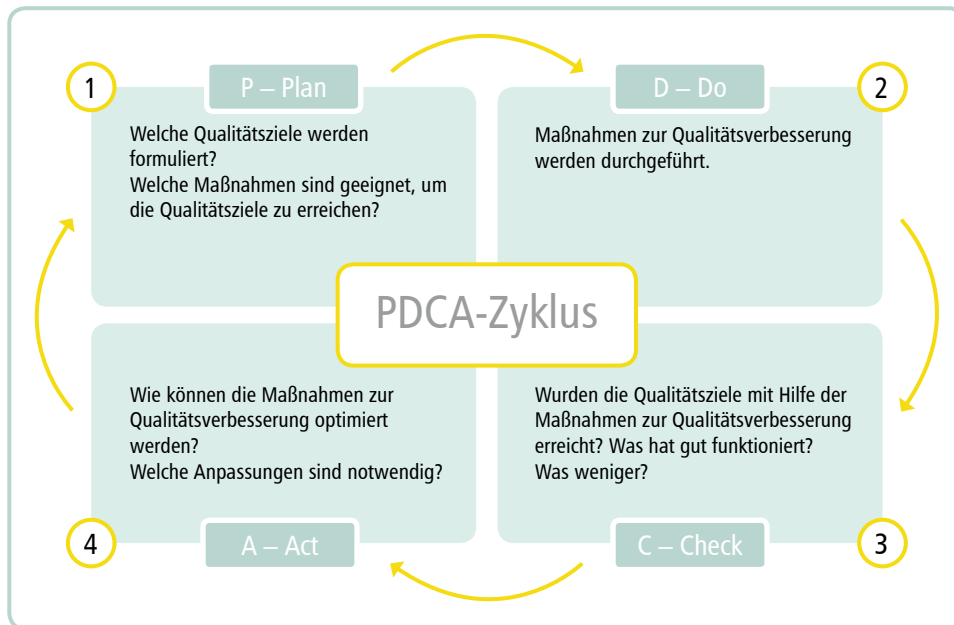 1
P – Plan
Welche Qualitätsziele werden
formuliert?
Welche Maßnahmen sind geeignet, um
die Qualitätsziele zu erreichen?
D – Do
2
Maßnahmen zur Qualitätsverbesserung
werden durchgeführt.
PDCA-Zyklus
Wurden die Qualitätsziele mit Hilfe der
Maßnahmen zur Qualitätsverbesserung
erreicht? Was hat gut funktioniert?
Was weniger?
C – Check
3
Wie können die Maßnahmen zur
Qualitätsverbesserung optimiert
werden?
Welche Anpassungen sind notwendig?
4
A – Act